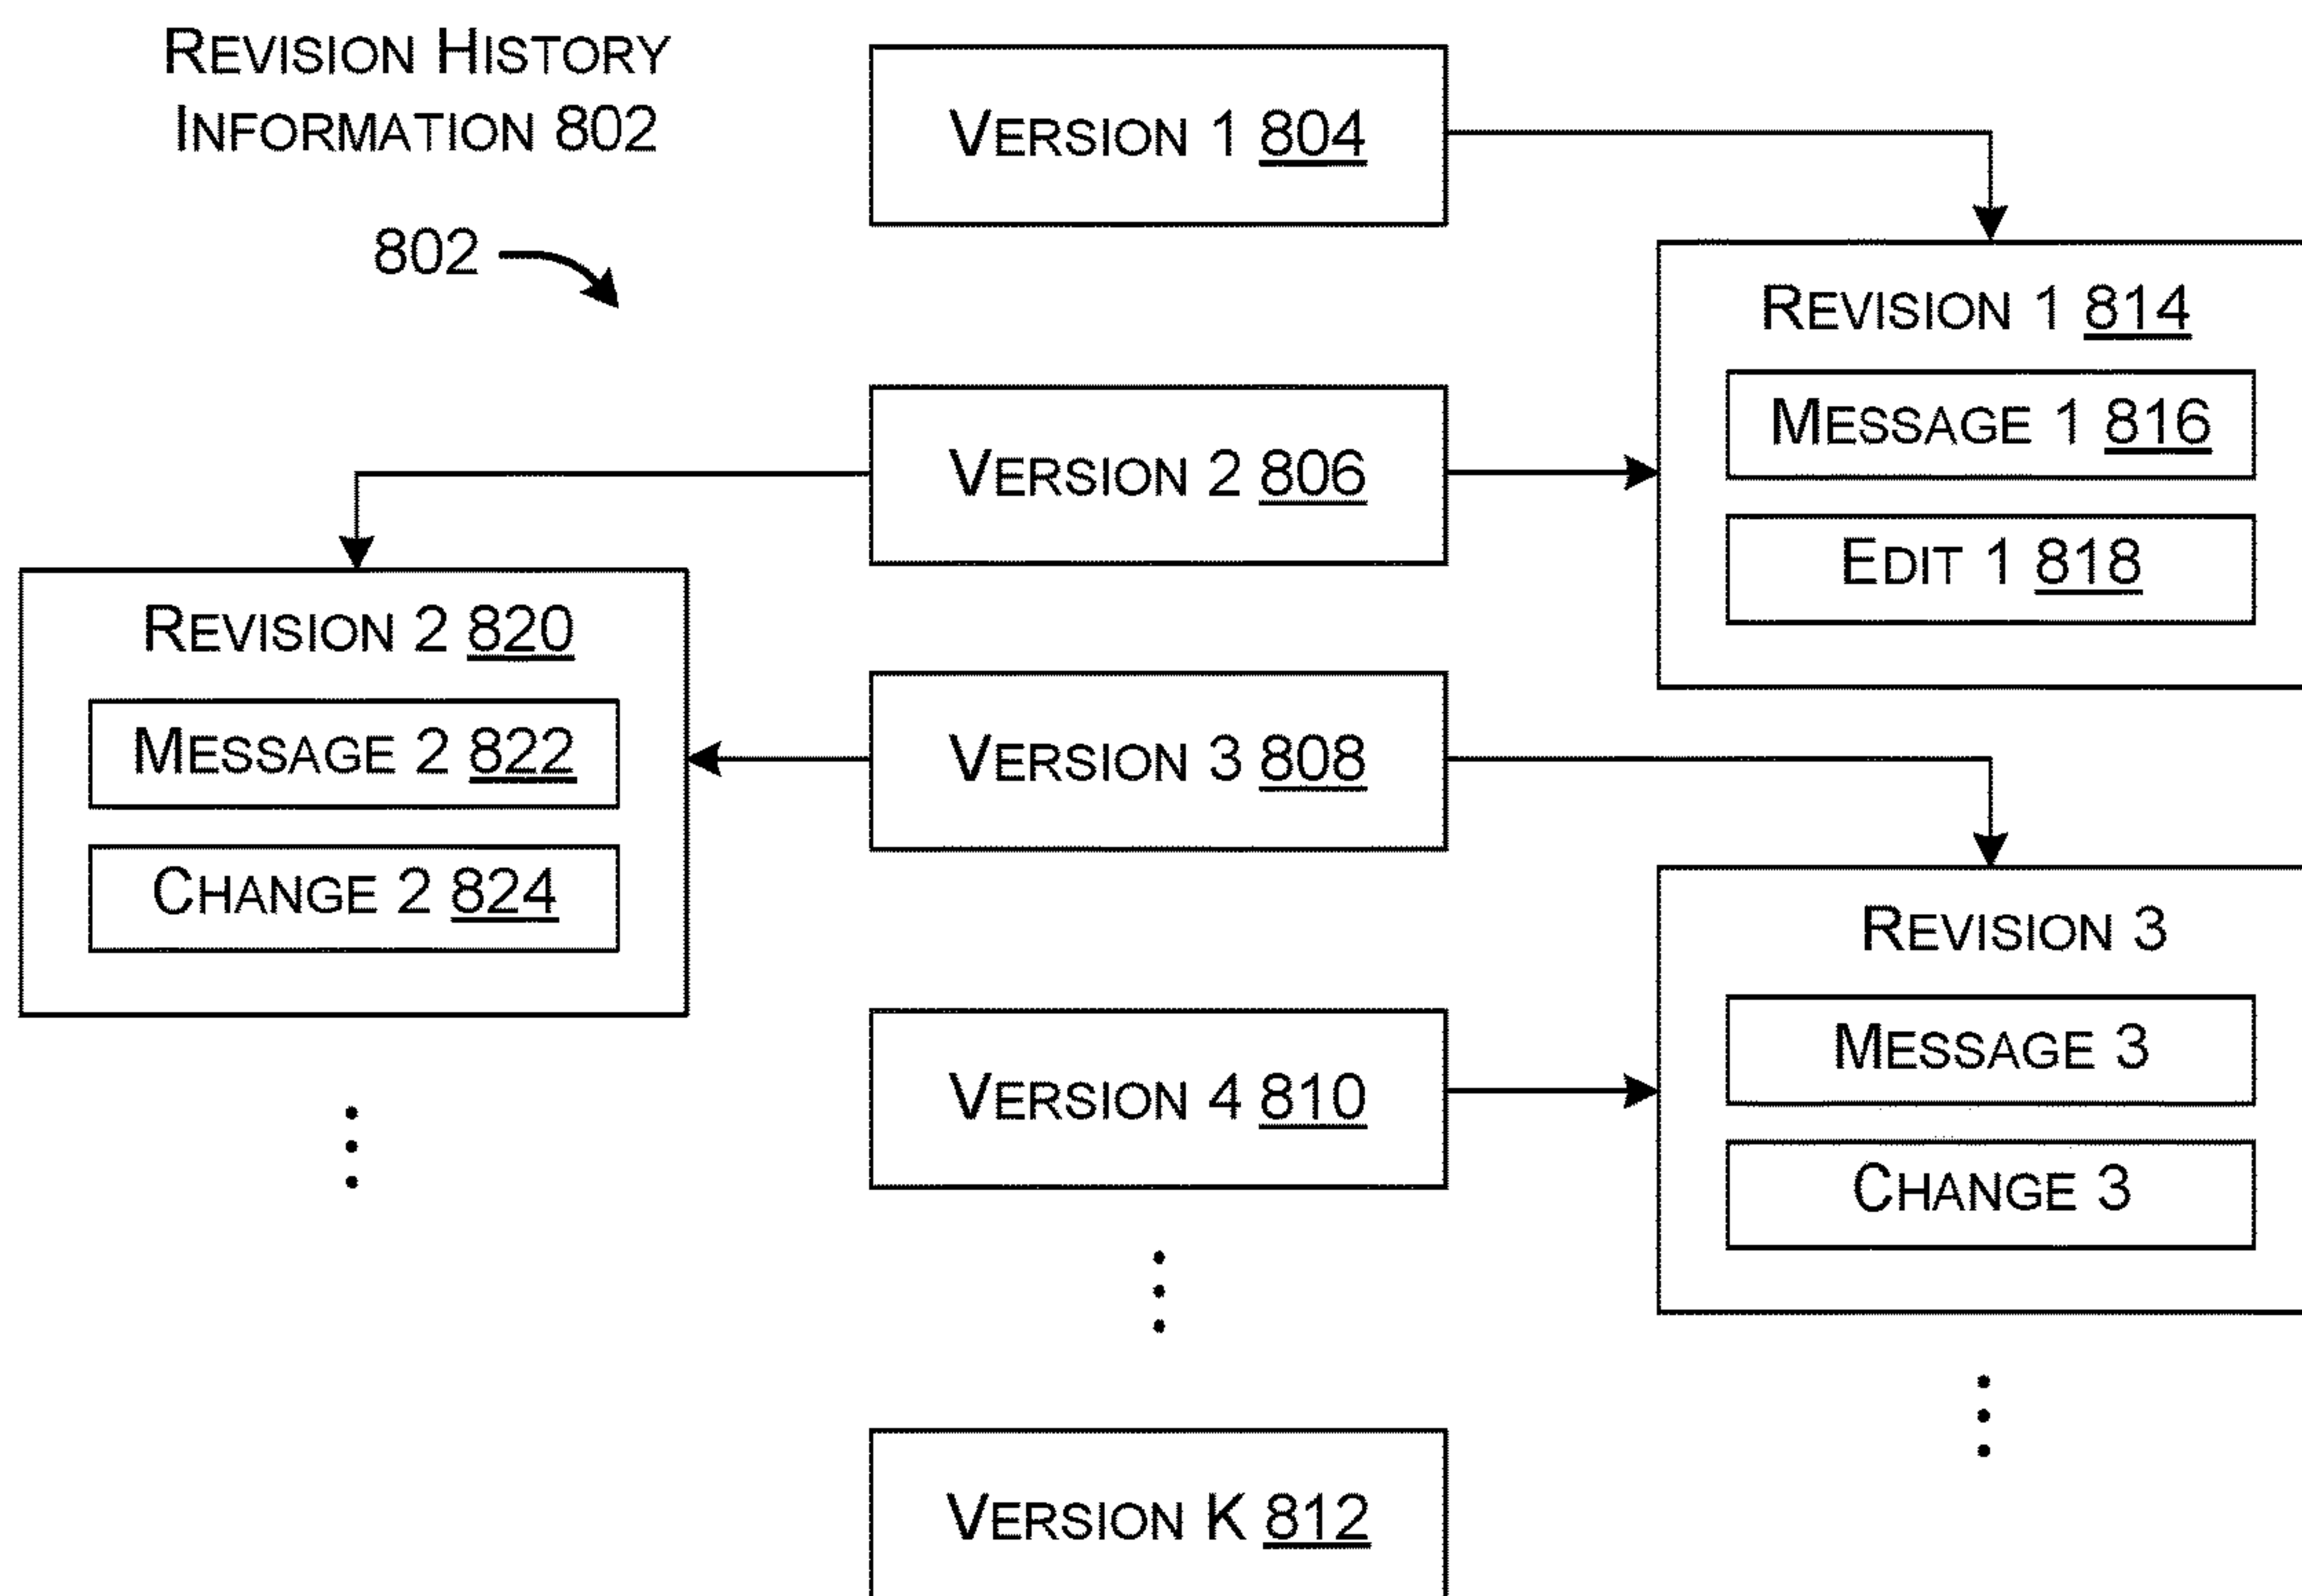 REVISION HISTORY
INFORMATION 802
802
VERSION 1 804
VERSION 2 806
VERSION 3 808
VERSION 4 810
VERSION K 812
REVISION 1 814
MESSAGE 1 816
EDIT 1 818
REVISION 2 820
MESSAGE 2 822
CHANGE 2 824
REVISION 3
MESSAGE 3
CHANGE 3